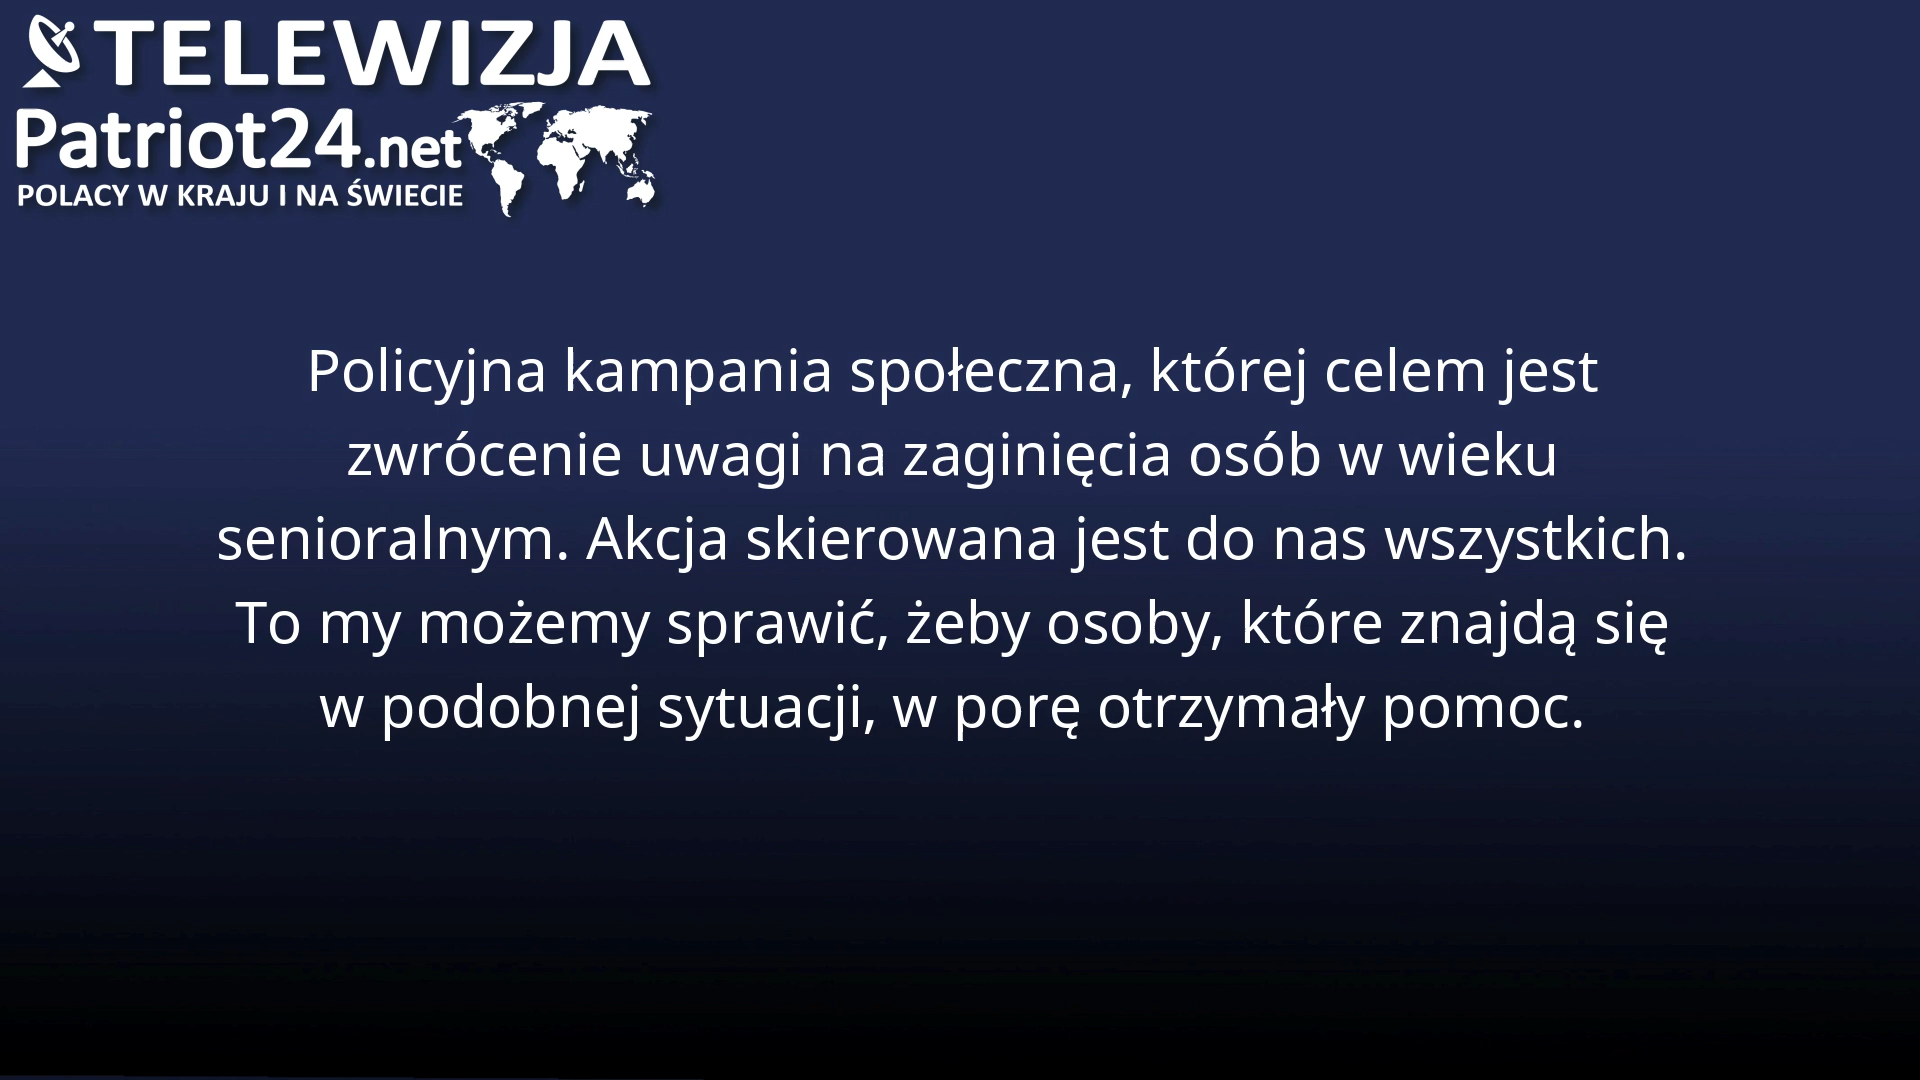 TELEWIZJA
Patriot24.net
POLACY W KRAJU I NA ŚWIECIE
Policyjna kampania społeczna, której celem jest
zwrócenie uwagi na zaginięcia osób w wieku
senioralnym. Akcja skierowana jest do nas wszystkich.
To my możemy sprawić, żeby osoby, które znajdą się
w podobnej sytuacji, w porę otrzymały pomoc.